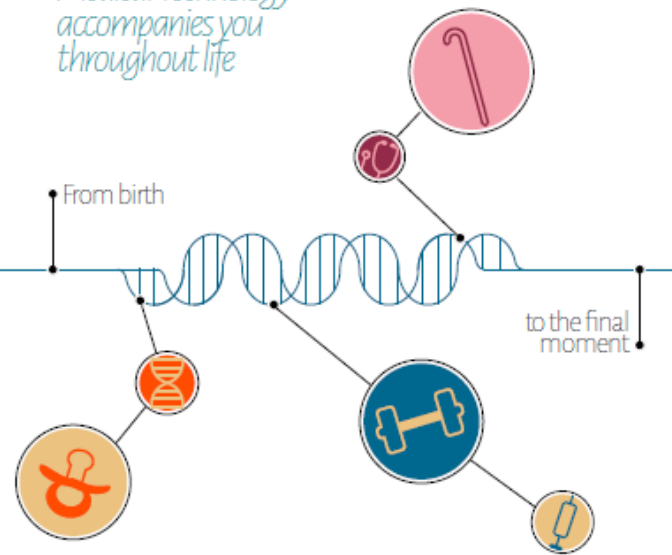 accompanies you
throughout life
From birth
to the final
moment